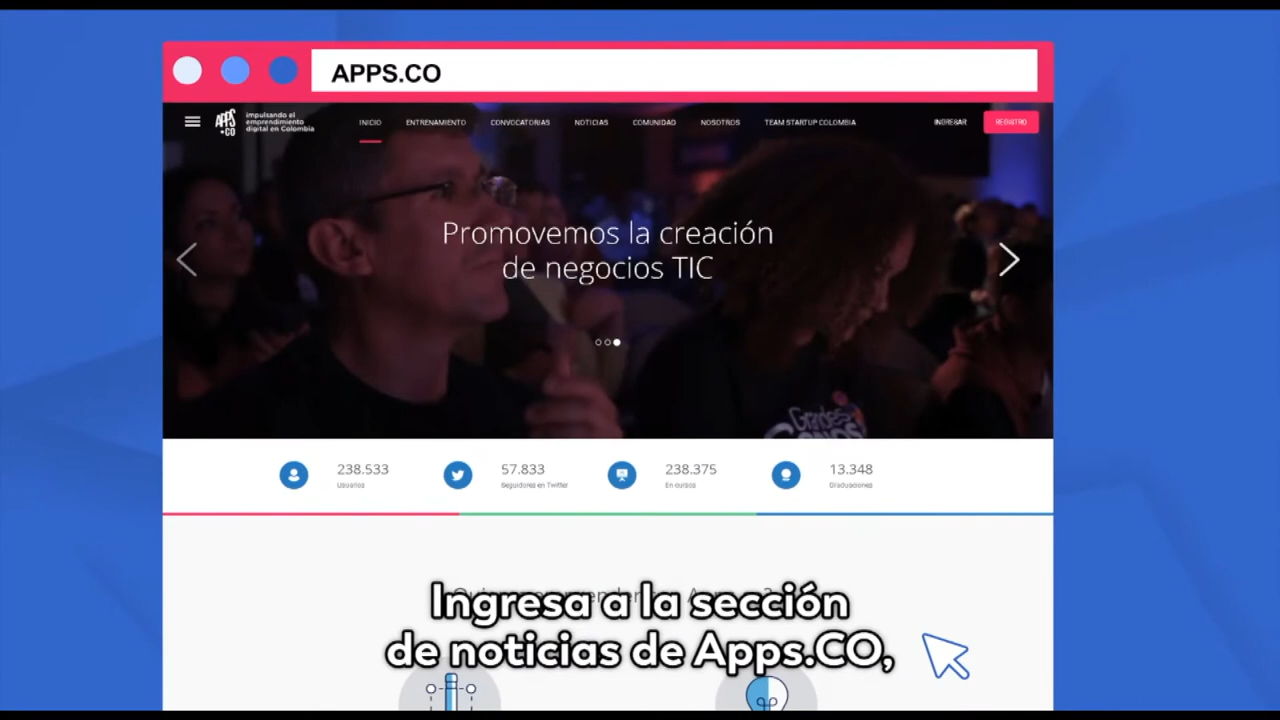 APPS.CO
APPS
.CO
impulsando el
emprendimiento
digital en Colombia
INICIO ENTRENAMIENTO CONVOCATORIAS NOTICIAS COMUNIDAD NOSOTROS TEAM STARTUP COLOMBIA INGRESAR REGISTRO
Promovemos la creación
de negocios TIC
238.533 57.833 238.375 13.348
Usuarios Seguidores en Twitter En cursos Graduaciones
Ingresa a la sección
de noticias de Apps.CO,